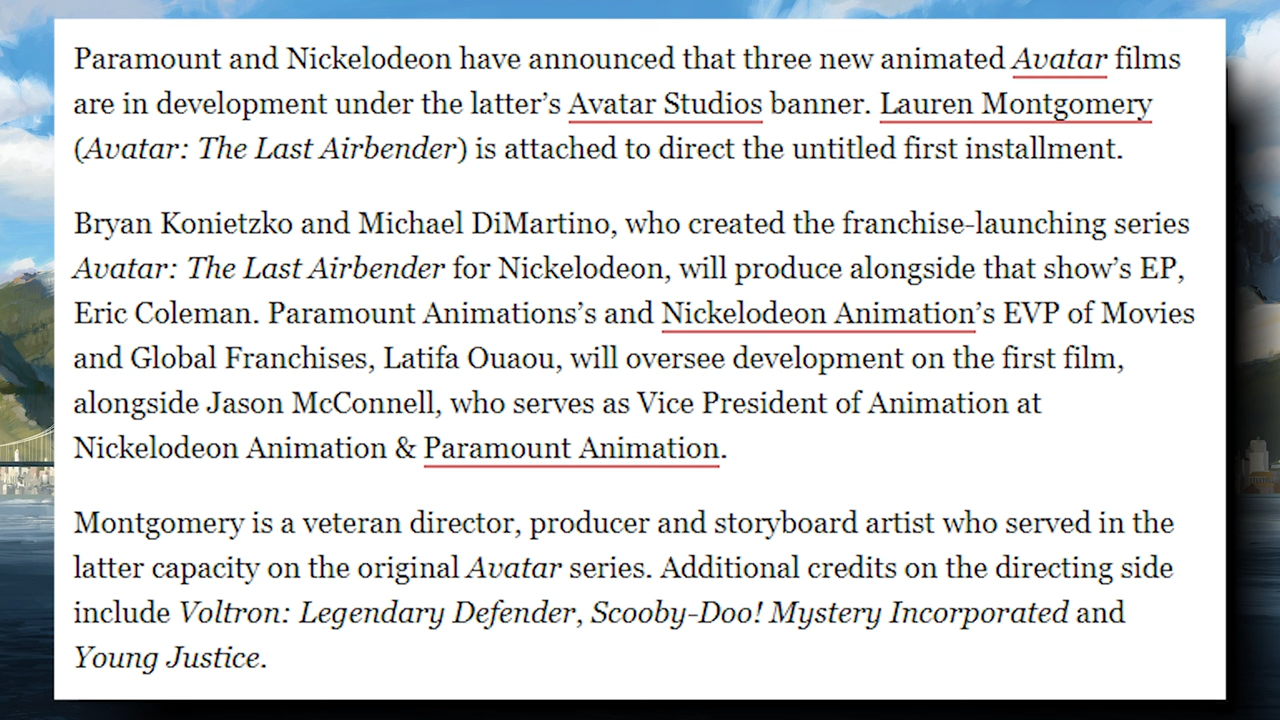 Paramount and Nickelodeon have announced that three new animated Avatar films
are in development under the latter’s Avatar Studios banner. Lauren Montgomery
(Avatar: The Last Airbender) is attached to direct the untitled first installment.
Bryan Konietzko and Michael DiMartino, who created the franchise-launching series
Avatar: The Last Airbender for Nickelodeon, will produce alongside that show’s EP,
Eric Coleman. Paramount Animations’s and Nickelodeon Animation’s EVP of Movies
and Global Franchises, Latifa Ouaou, will oversee development on the first film,
alongside Jason McConnell, who serves as Vice President of Animation at
Nickelodeon Animation & Paramount Animation.
Montgomery is a veteran director, producer and storyboard artist who served in the
latter capacity on the original Avatar series. Additional credits on the directing side
include Voltron: Legendary Defender, Scooby-Doo! Mystery Incorporated and
Young Justice.